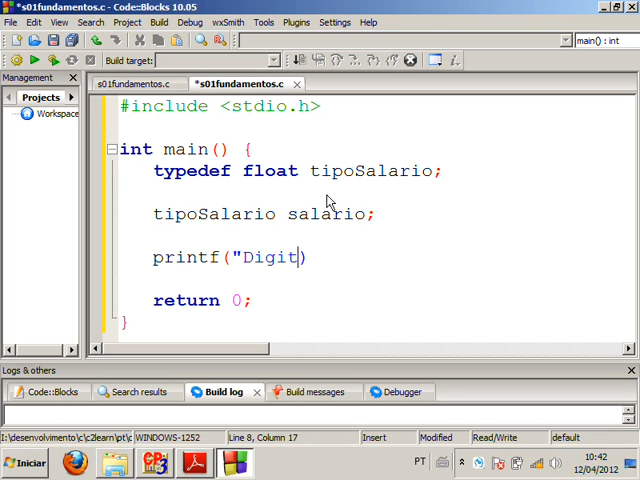 *s01fundamentos.c - Code::Blocks 10.05
File Edit View Search Project Build Debug wxSmith Tools Plugins Settings Help
main() : int
Build target:
Management
Projects
Workspace
s01fundamentos.c *s01fundamentos.c
#include <stdio.h>
int main() {
typedef float tipoSalario;
tipoSalario salario;
printf("Digit)
return 0;
}
Logs & others
Code::Blocks Search results Build log Build messages Debugger
I:\desenvolvimento\c\c2learn\pt\c WINDOWS-1252 Line 8, Column 17 Insert Modified Read/Write default
Iniciar PT 10:42
12/04/2012